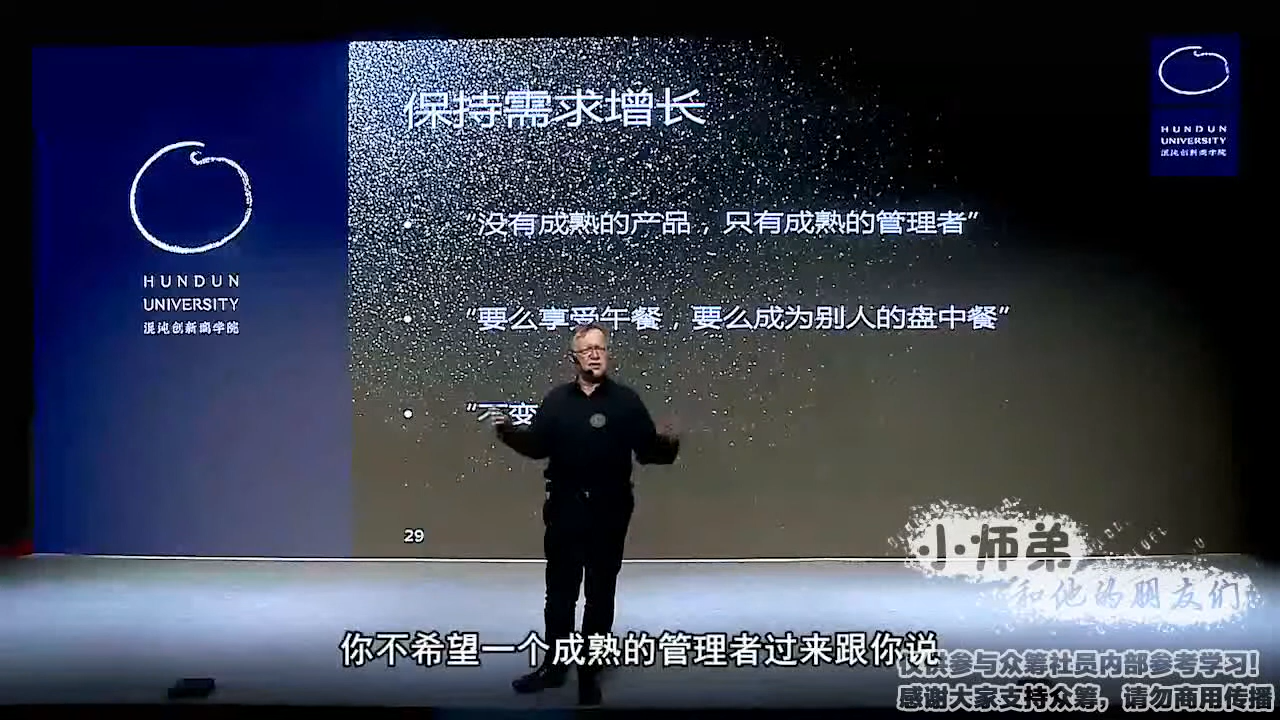 保持需求增长
HUNDUN
UNIVERSITY
混沌创新商学院
• “没有成熟的产品，只有成熟的管理者”
HUNDUN
UNIVERSITY
混沌创新商学院
• “要么享受午餐，要么成为别人的盘中餐”
• “不变
29
小师弟
和他的朋友们
你不希望一个成熟的管理者过来跟你说
仅供参与众筹社员内部参考学习！
感谢大家支持众筹，请勿商用传播